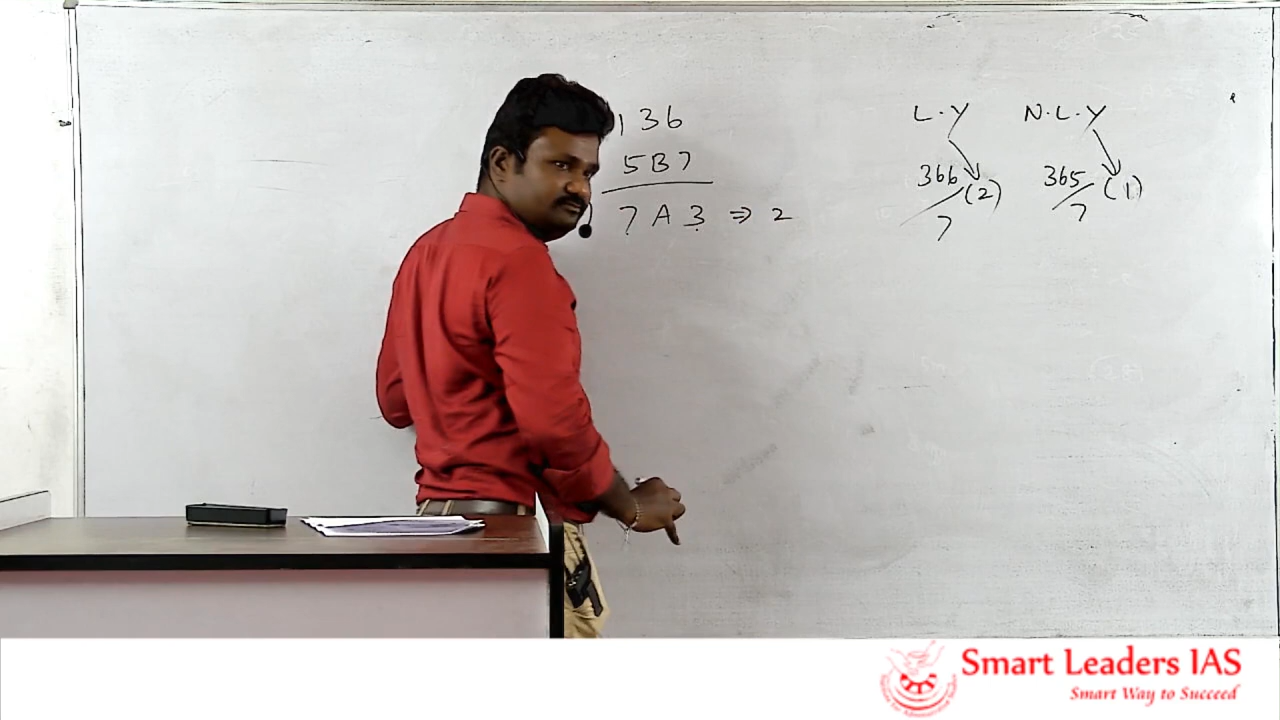 136
5B7
7A3 ⇒ 2
L.Y N.L.Y
366/7 (2) 365/7 (1)
Smart Leaders IAS
Smart Way to Succeed